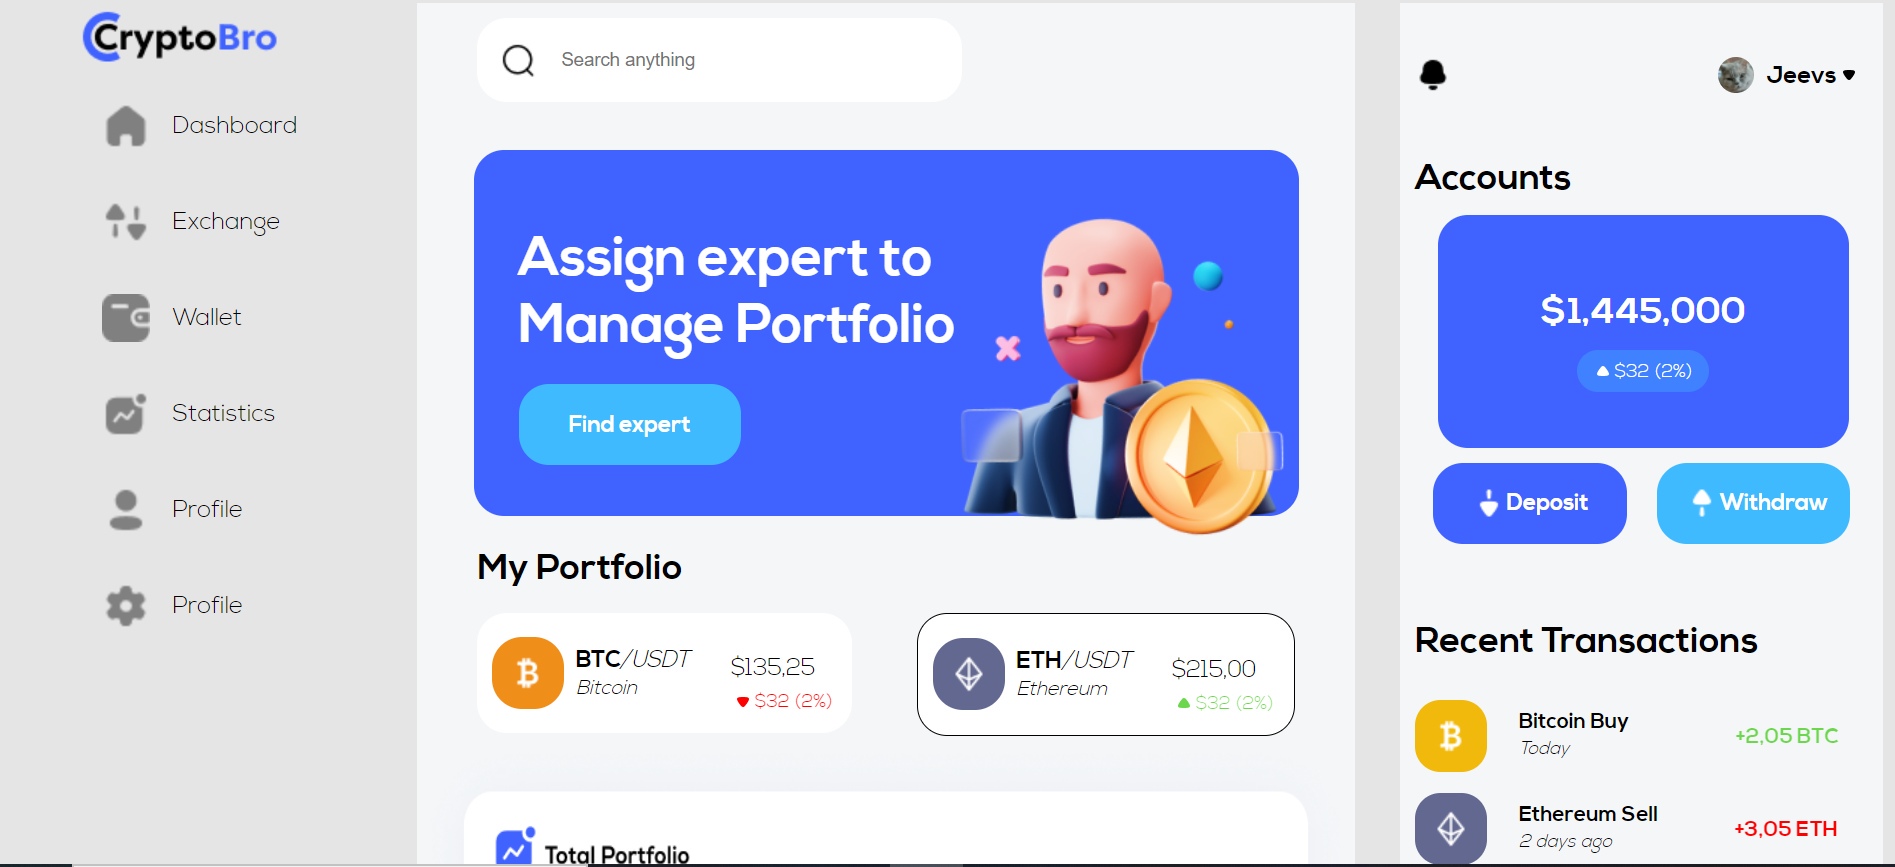 CryptoBro
Dashboard
Exchange
Wallet
Statistics
Profile
Profile
Search anything
Assign expert to
Manage Portfolio
Find expert
My Portfolio
BTC/USDT
Bitcoin
$135,25
$32 (2%)
ETH/USDT
Ethereum
$215,00
$32 (2%)
Total Portfolio
Jeevs
Accounts
$1,445,000
$32 (2%)
Deposit
Withdraw
Recent Transactions
Bitcoin Buy
Today
+2,05 BTC
Ethereum Sell
2 days ago
+3,05 ETH